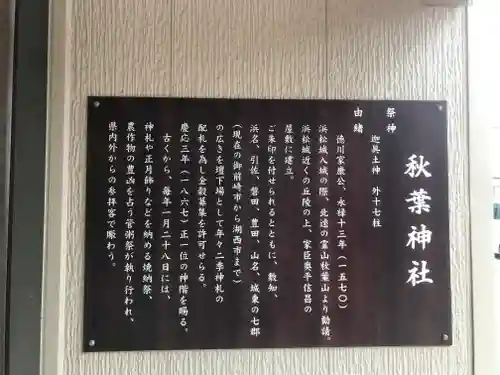 秋葉神社
祭神
迦具土神　外十七柱
由緒
徳川家康公、永禄十三年（一五七〇）
浜松城入城の際、北遠の霊山秋葉山より勧請。
浜松城近くの丘陵の上、家臣奥平信昌の
屋敷に建立。
ご朱印を付せられるとともに、敷知、
浜名、引佐、磐田、豊田、山名、城東の七郡
（現在の御前崎市から湖西市まで）
の広さを壇下場として年々二季神札の
配札を為し金穀募集を許可せらる。
慶応三年（一八六七）正一位の神階を賜る。
古くから、毎年一月二十八日には、
神札や正月飾りなどを納める焼納祭、
農作物の豊凶を占う管粥祭が執り行われ、
県内外からの参拝客で賑わう。